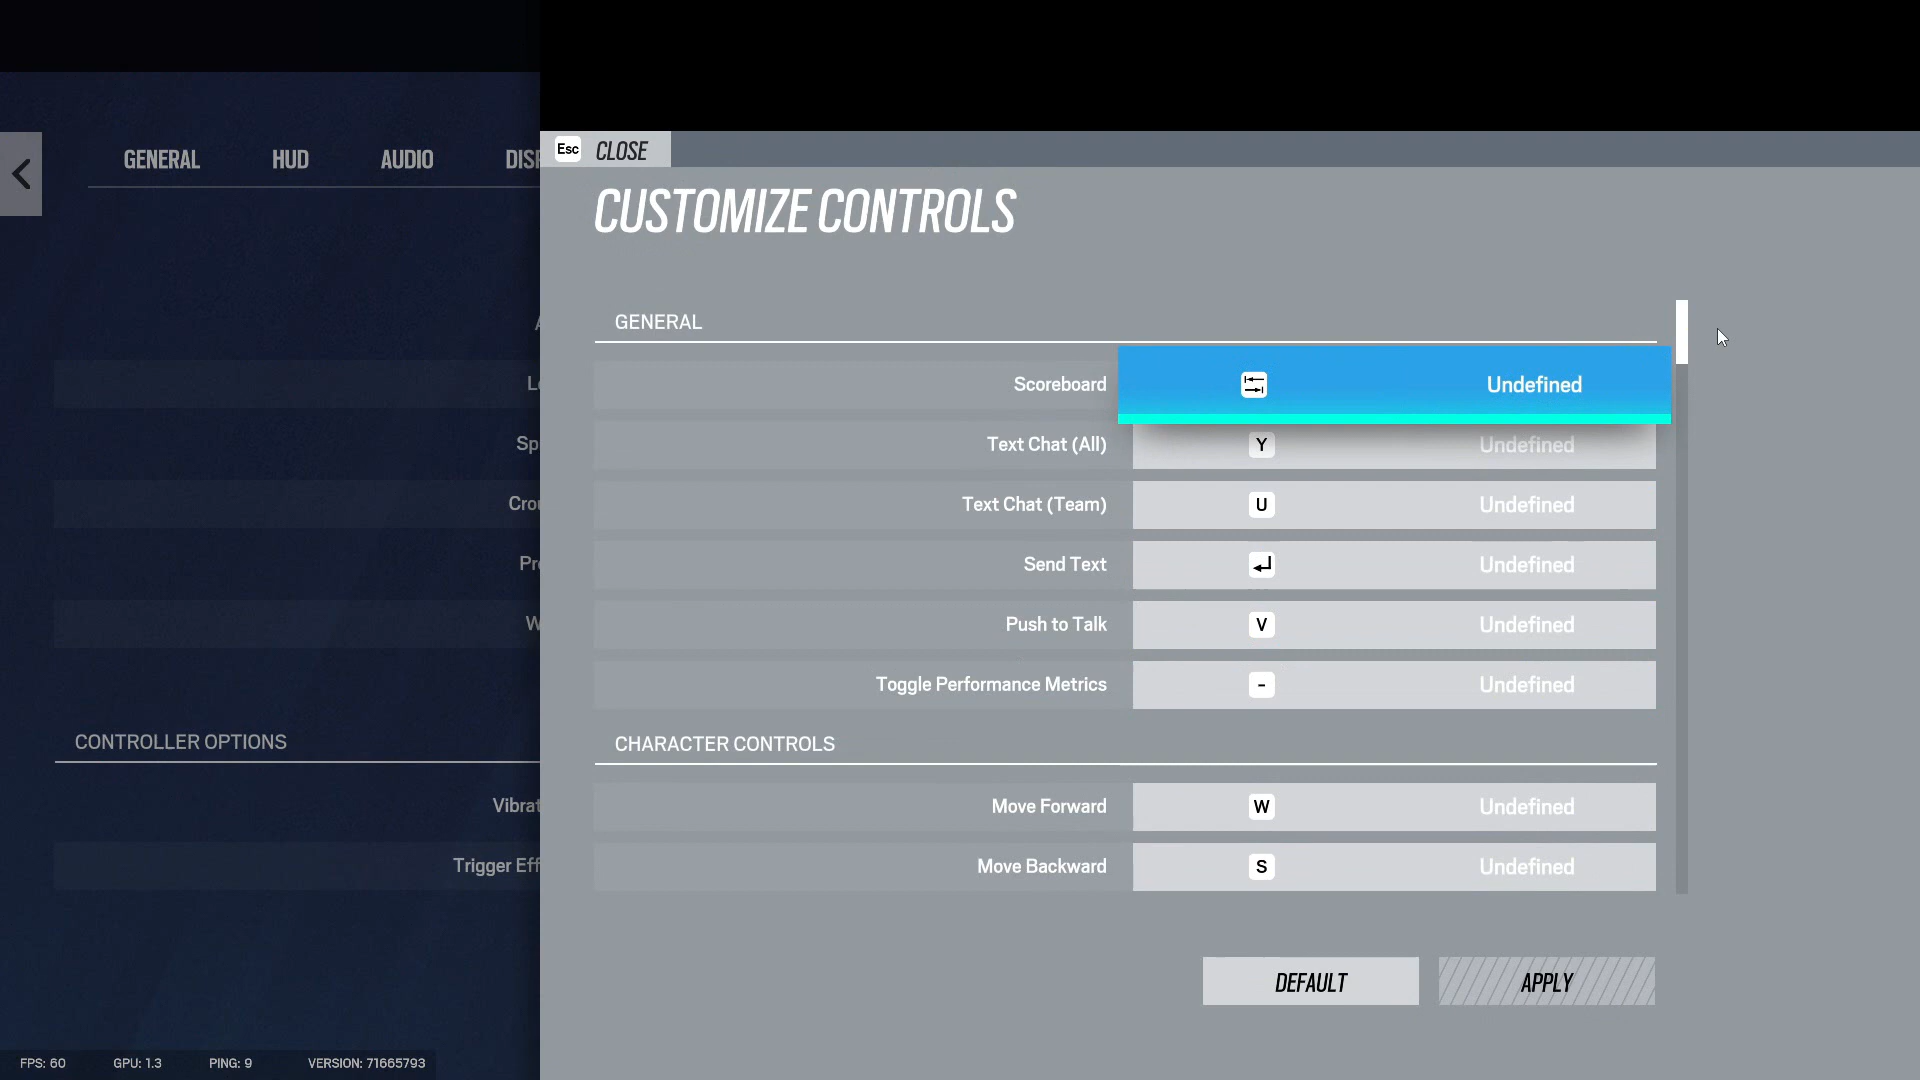 GENERAL HUD AUDIO
Esc CLOSE
CUSTOMIZE CONTROLS
GENERAL
Scoreboard Undefined
Text Chat (All) Y Undefined
Text Chat (Team) U Undefined
Send Text Undefined
Push to Talk V Undefined
Toggle Performance Metrics - Undefined
CHARACTER CONTROLS
Move Forward W Undefined
Move Backward S Undefined
CONTROLLER OPTIONS
DEFAULT APPLY
FPS: 60 GPU: 1.3 PING: 9 VERSION: 71665793